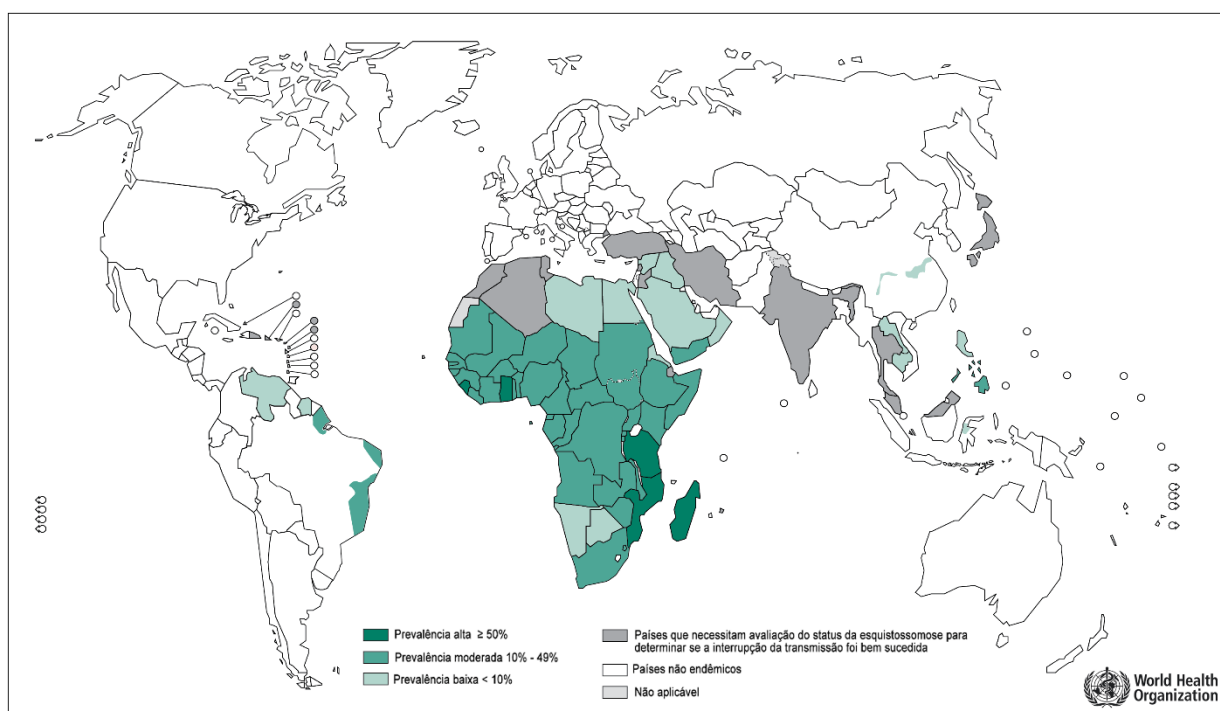 Prevalência alta ≥ 50%
Prevalência moderada 10% - 49%
Prevalência baixa < 10%
Países que necessitam avaliação do status da esquistossomose para
determinar se a interrupção da transmissão foi bem sucedida
Países não endêmicos
Não aplicável
World Health
Organization